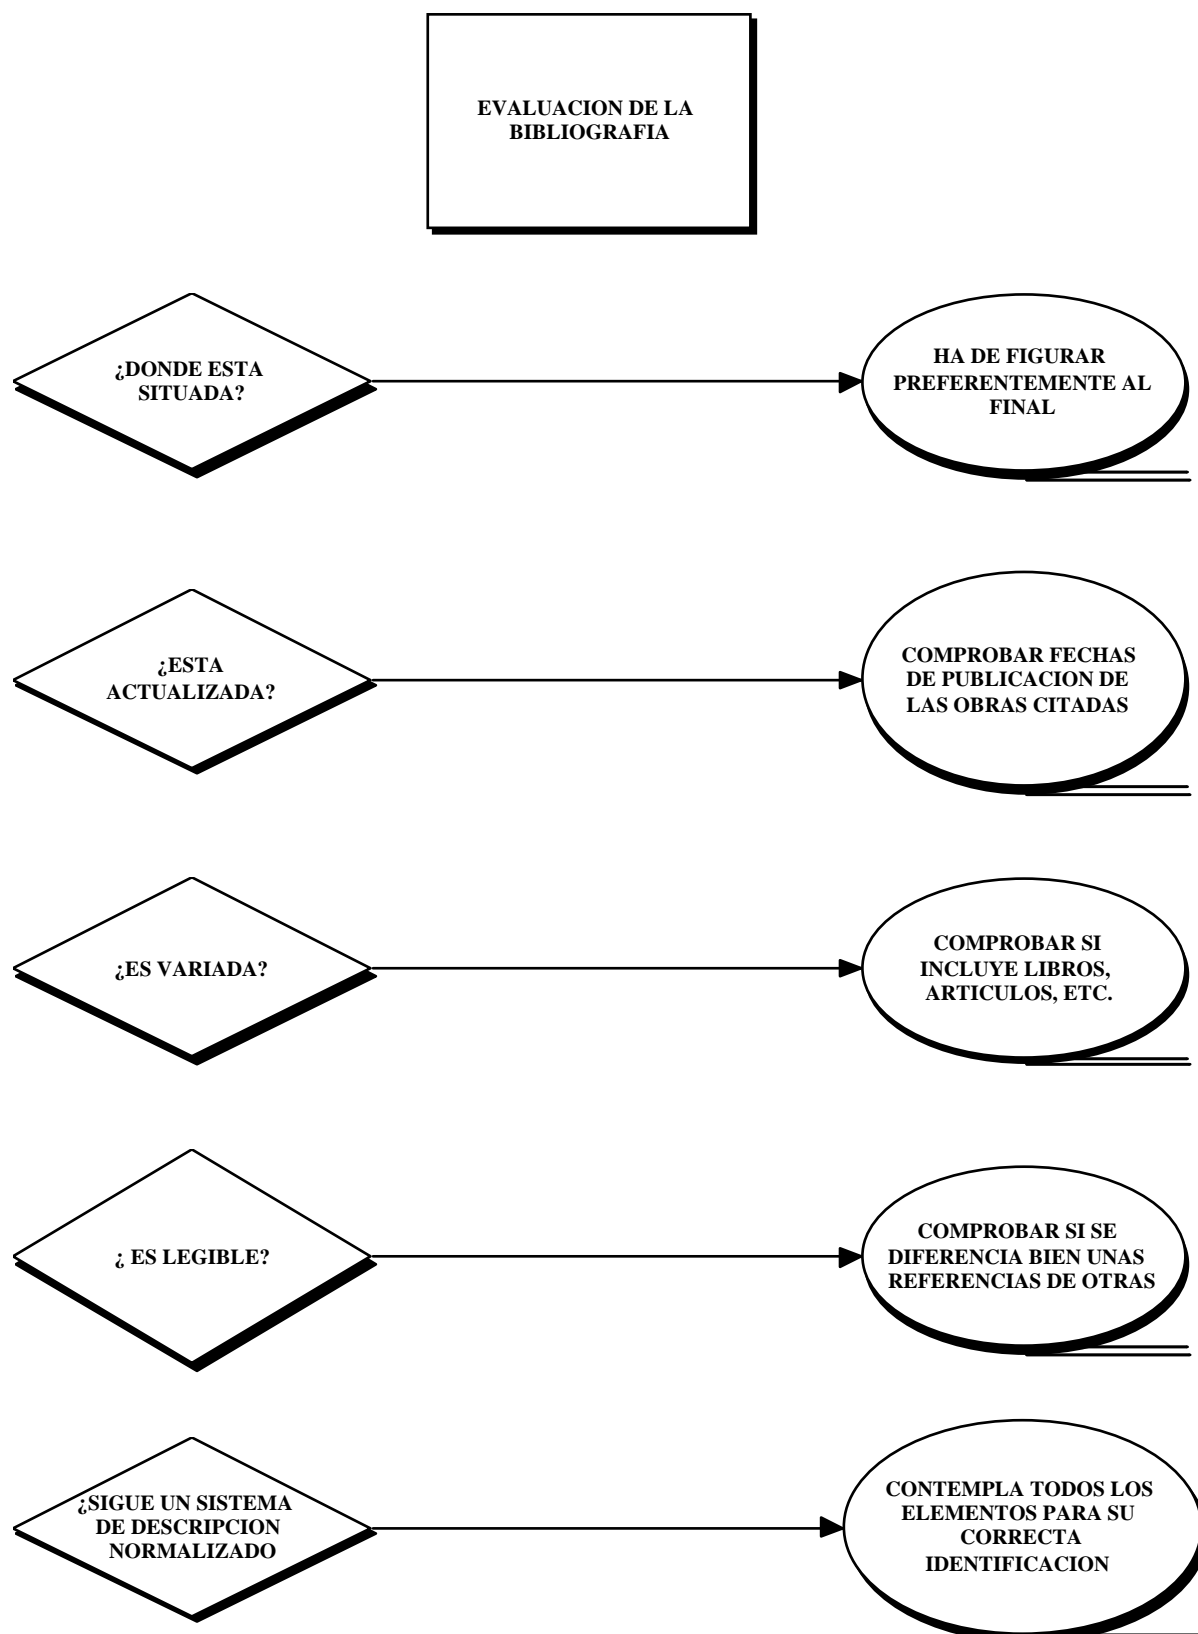 EVALUACION DE LA
BIBLIOGRAFIA
¿DONDE ESTA
SITUADA?
HA DE FIGURAR
PREFERENTEMENTE AL
FINAL
¿ESTA
ACTUALIZADA?
COMPROBAR FECHAS
DE PUBLICACION DE
LAS OBRAS CITADAS
¿ES VARIADA?
COMPROBAR SI
INCLUYE LIBROS,
ARTICULOS, ETC.
¿ ES LEGIBLE?
COMPROBAR SI SE
DIFERENCIA BIEN UNAS
REFERENCIAS DE OTRAS
¿SIGUE UN SISTEMA
DE DESCRIPCION
NORMALIZADO
CONTEMPLA TODOS LOS
ELEMENTOS PARA SU
CORRECTA
IDENTIFICACION